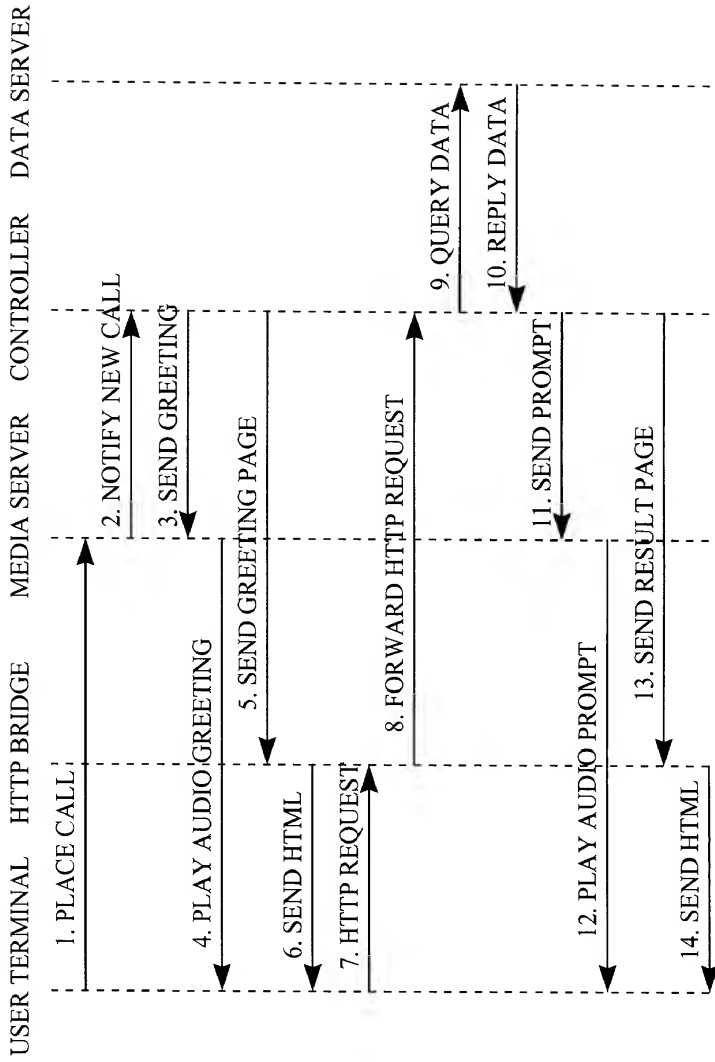 USER TERMINAL
HTTP BRIDGE
MEDIA SERVER
CONTROLLER
DATA SERVER
1. PLACE CALL
2. NOTIFY NEW CALL
3. SEND GREETING
4. PLAY AUDIO GREETING
5. SEND GREETING PAGE
6. SEND HTML
7. HTTP REQUEST
8. FORWARD HTTP REQUEST
9. QUERY DATA
10. REPLY DATA
11. SEND PROMPT
12. PLAY AUDIO PROMPT
13. SEND RESULT PAGE
14. SEND HTML